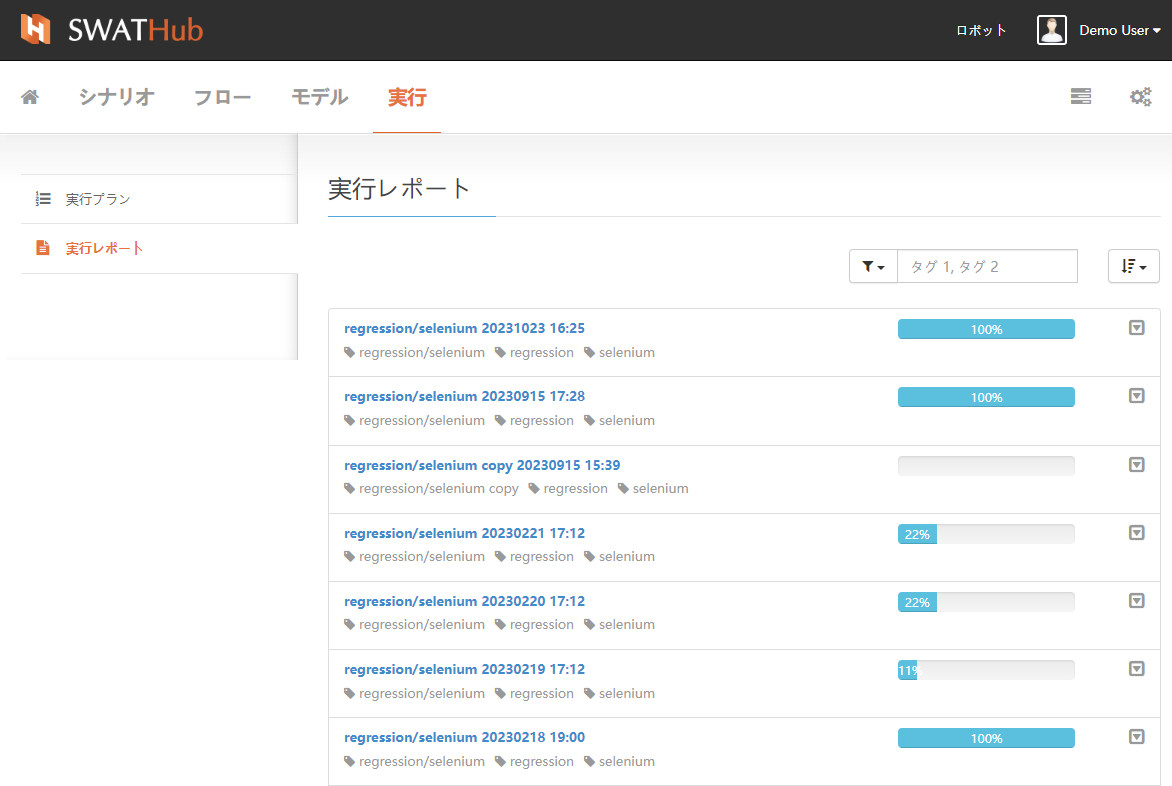 SWATHub
ロボット
Demo User
シナリオ
フロー
モデル
実行
実行プラン
実行レポート
実行レポート
タグ 1, タグ 2
regression/selenium 20231023 16:25
100%
regression/selenium regression selenium
regression/selenium 20230915 17:28
100%
regression/selenium regression selenium
regression/selenium copy 20230915 15:39
regression/selenium copy regression selenium
regression/selenium 20230221 17:12
22%
regression/selenium regression selenium
regression/selenium 20230220 17:12
22%
regression/selenium regression selenium
regression/selenium 20230219 17:12
11%
regression/selenium regression selenium
regression/selenium 20230218 19:00
100%
regression/selenium regression selenium